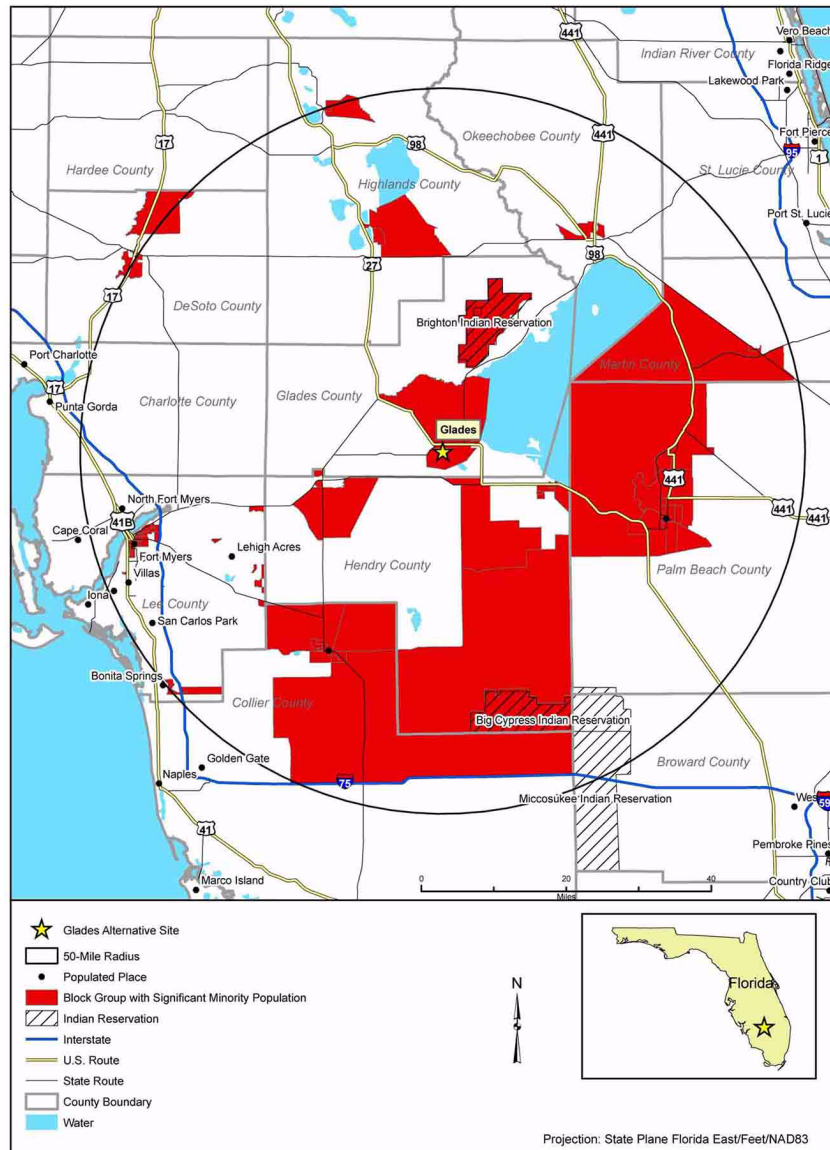 441
Vero Beach
Indian River County
Florida Ridge
Lakewood Park
17
Okeechobee County
441
Fort Pierce
98
95
1
Hardee County
Highlands County
St. Lucie County
Port St. Lucie
27
98
17
DeSoto County
Brighton Indian Reservation
Port Charlotte
Martin County
17
Charlotte County
Glades County
Punta Gorda
Glades
441
North Fort Myers
441
441
41B
Cape Coral
Fort Myers
Lehigh Acres
Hendry County
Palm Beach County
Villas
Iona
Lee County
San Carlos Park
Bonita Springs
Collier County
Big Cypress Indian Reservation
Golden Gate
Broward County
Naples
75
Miccosukee Indian Reservation
Wes
59
41
Pembroke Pines
Marco Island
0
20
40
Country Club
Miles
Glades Alternative Site
50-Mile Radius
Populated Place
Block Group with Significant Minority Population
Indian Reservation
Interstate
U.S. Route
State Route
County Boundary
Water
N
Florida
Projection: State Plane Florida East/Feet/NAD83